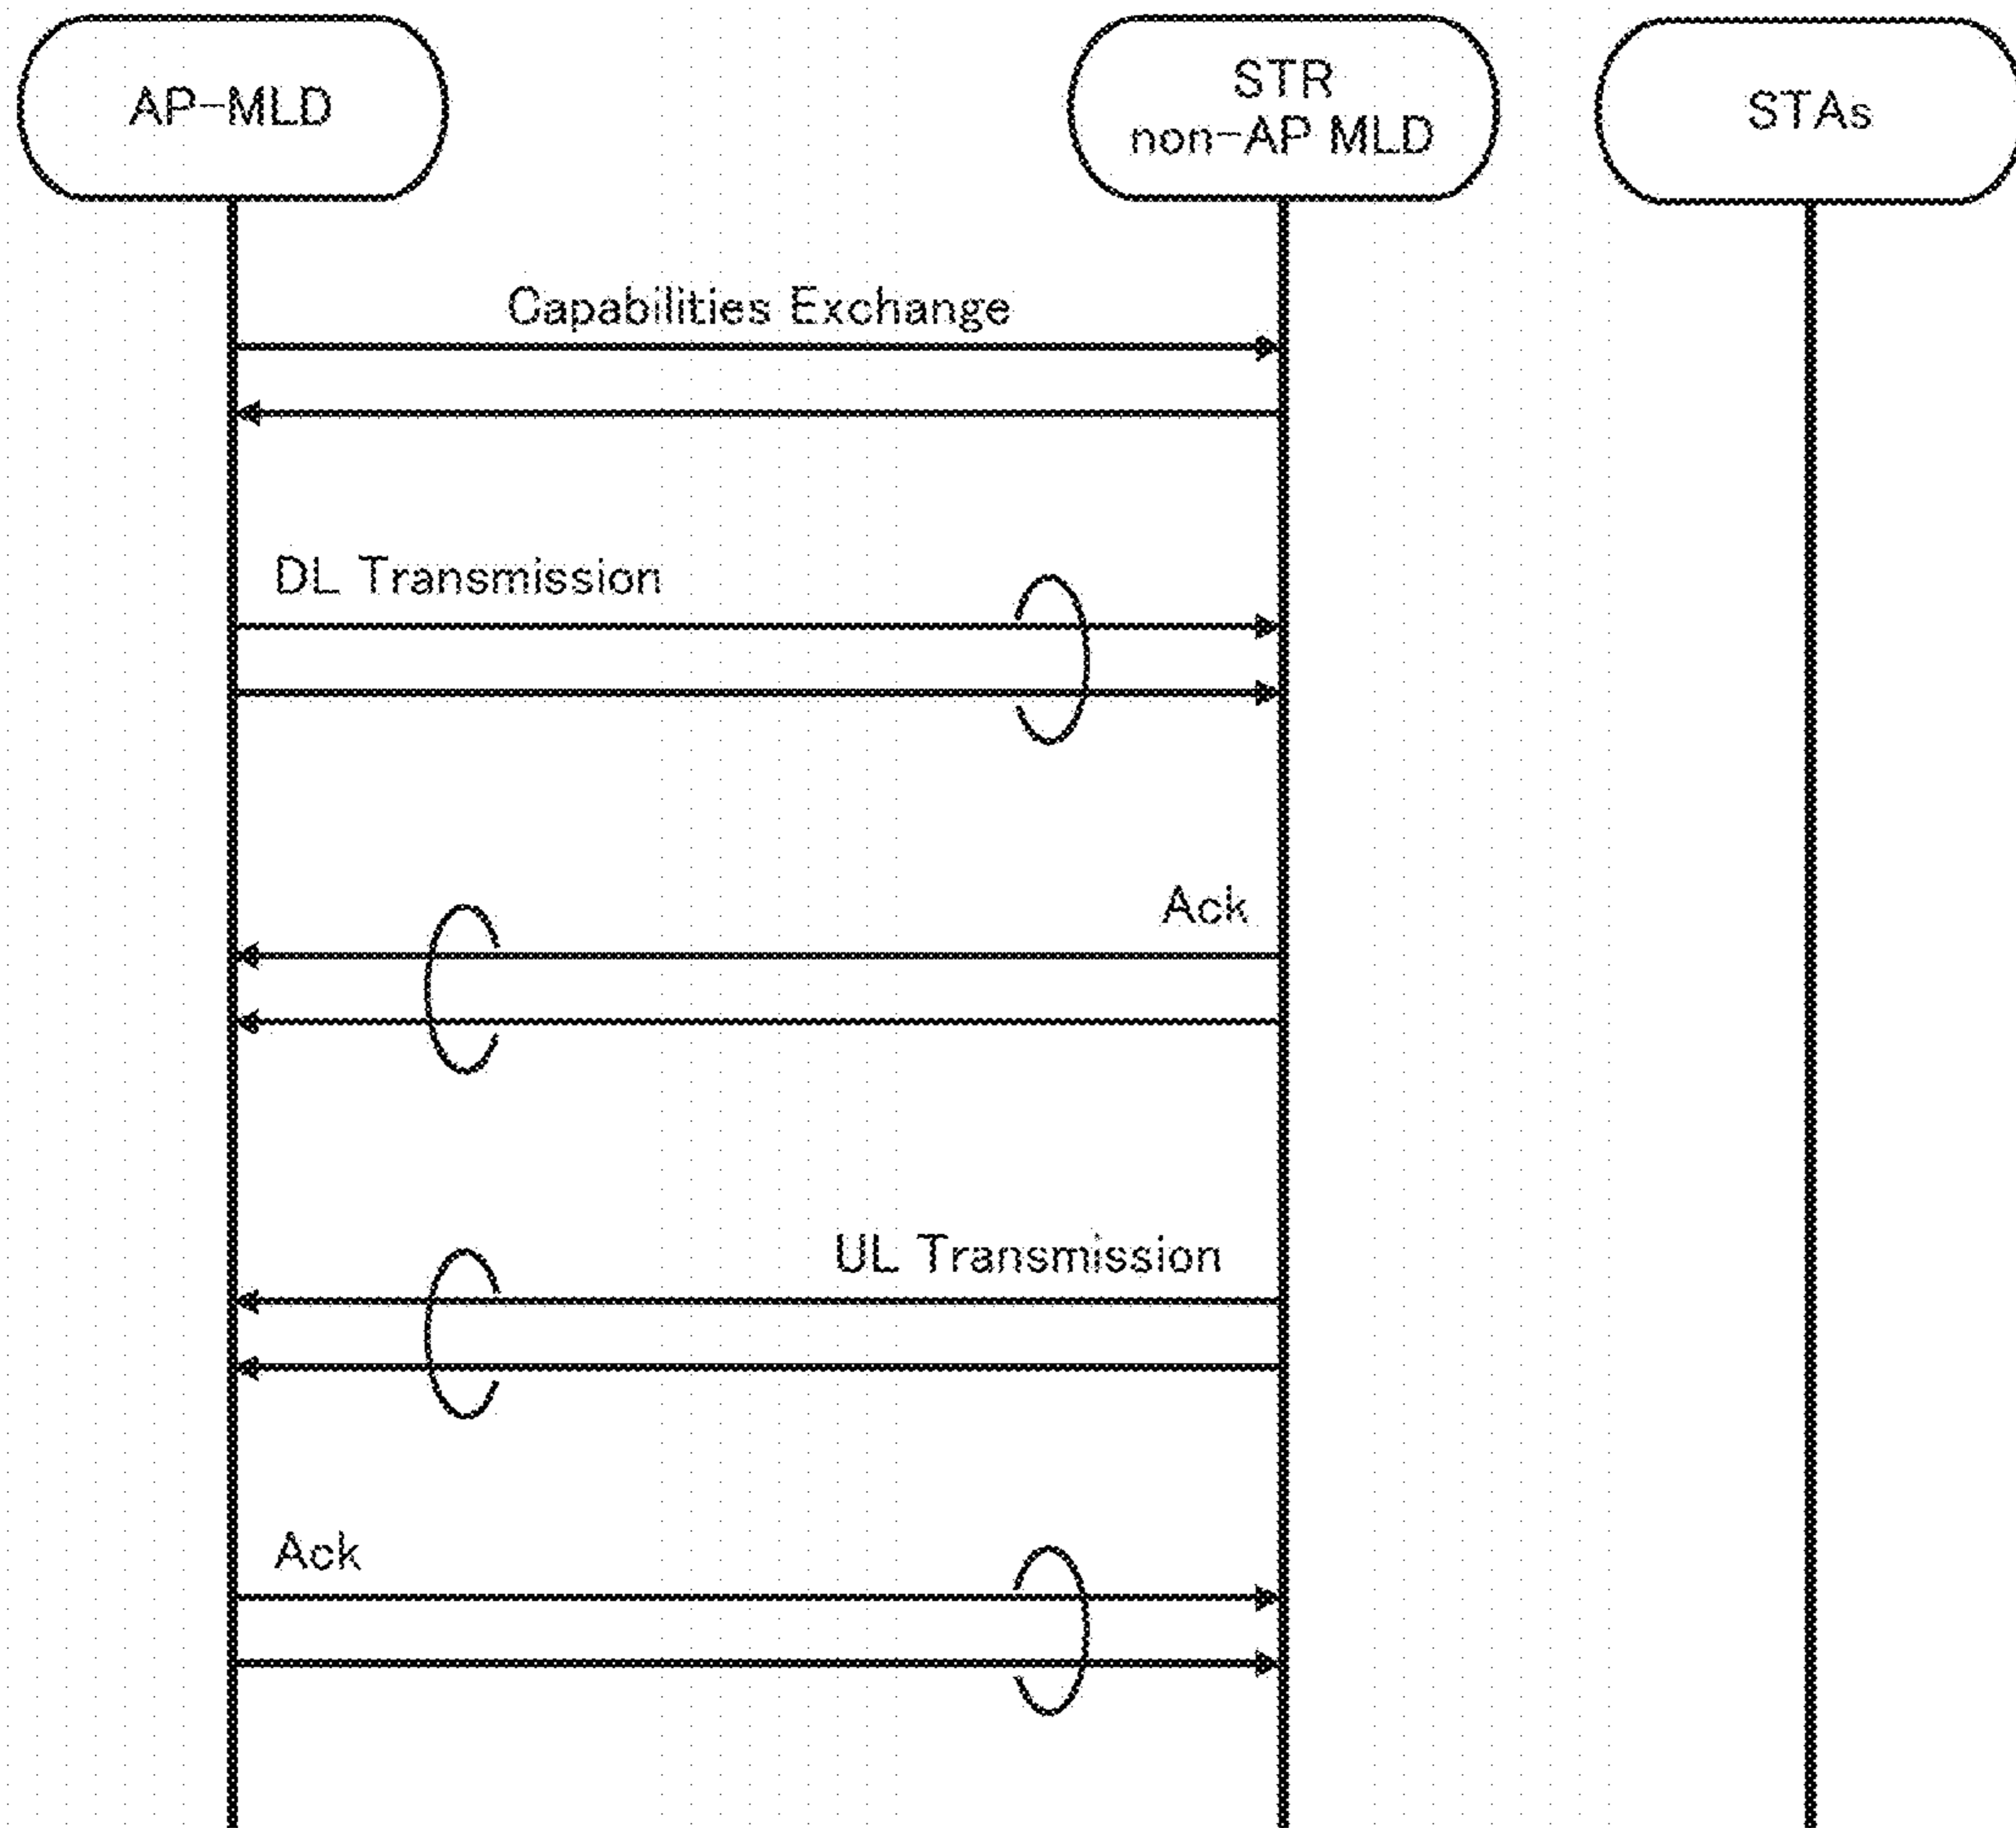 AP-MLD
STR
non-AP MLD
STAs
Capabilities Exchange
DL Transmission
Ack
UL Transmission
Ack